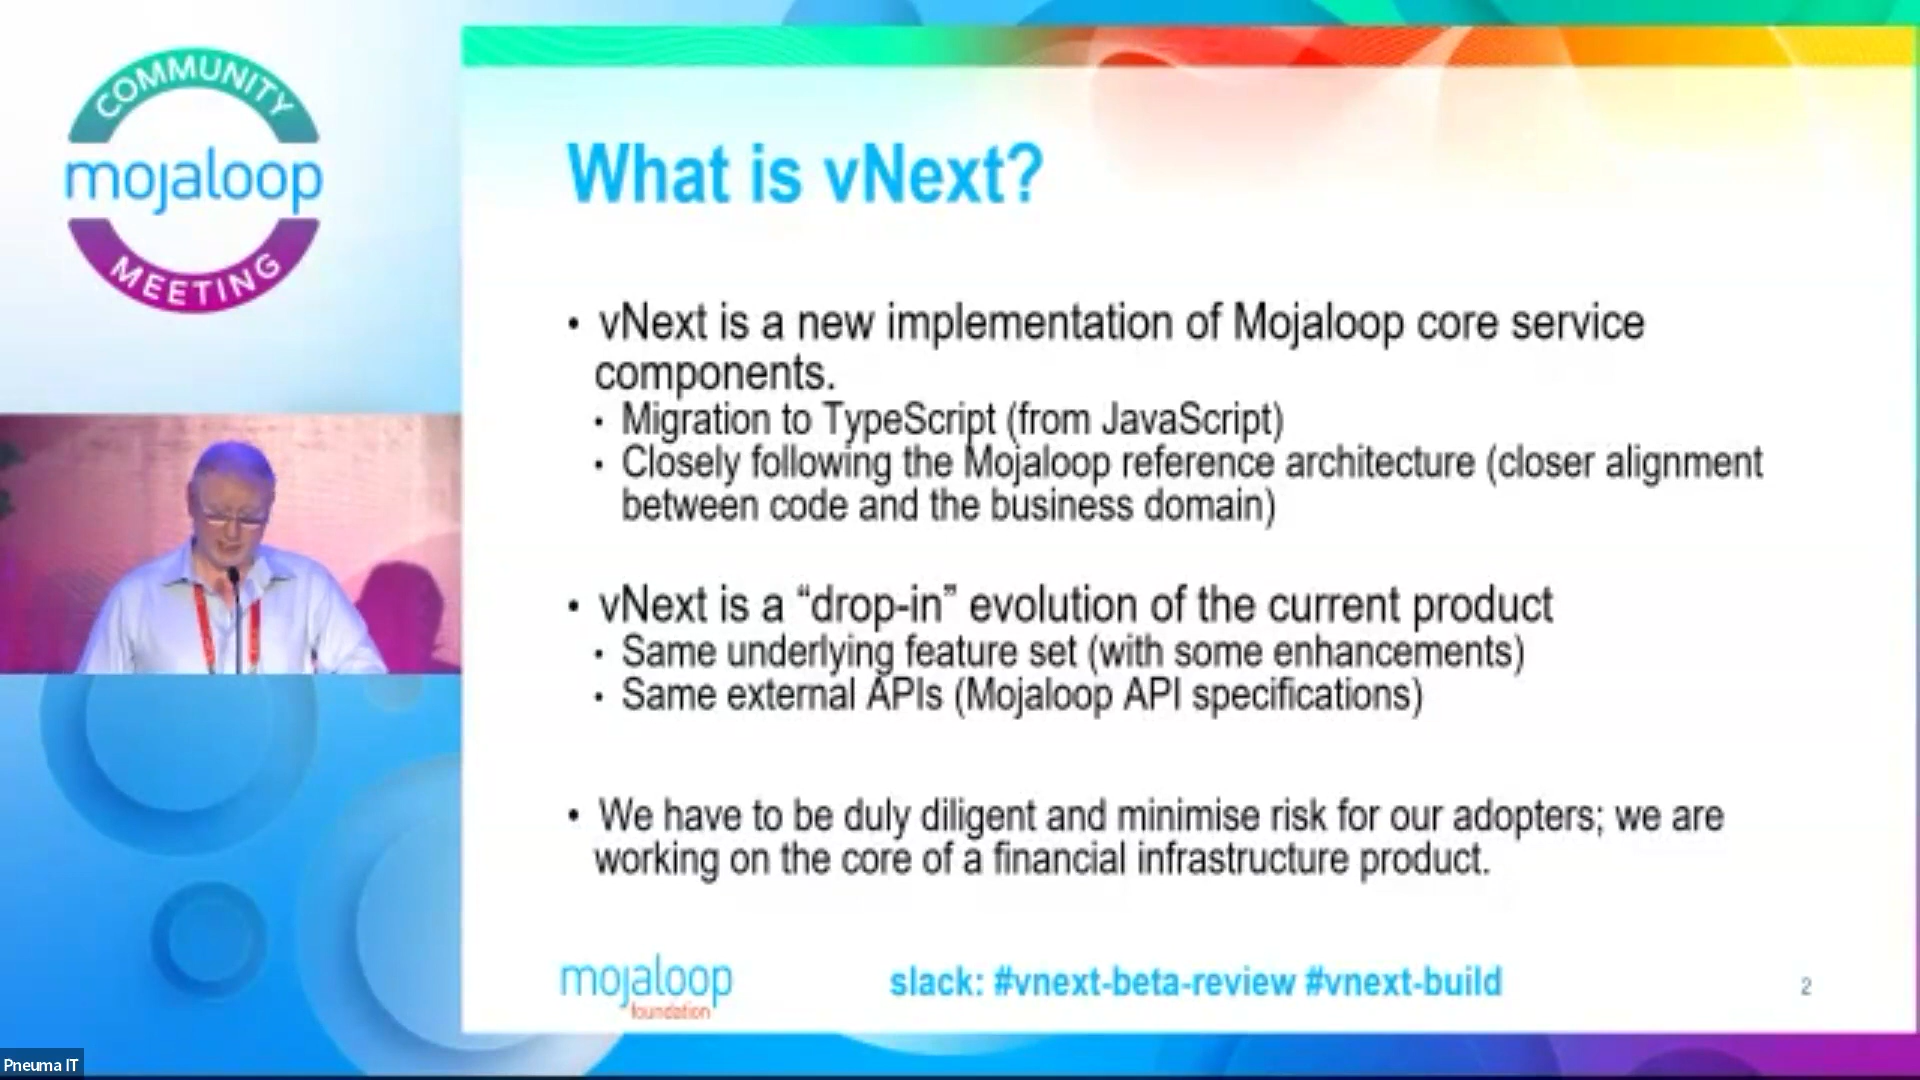 COMMUNITY
mojaloop
MEETING
What is vNext?
• vNext is a new implementation of Mojaloop core service
components.
• Migration to TypeScript (from JavaScript)
• Closely following the Mojaloop reference architecture (closer alignment
between code and the business domain)
• vNext is a “drop-in” evolution of the current product
• Same underlying feature set (with some enhancements)
• Same external APIs (Mojaloop API specifications)
• We have to be duly diligent and minimise risk for our adopters; we are
working on the core of a financial infrastructure product.
mojaloop
foundation
slack: #vnext-beta-review #vnext-build
2
Pneuma IT